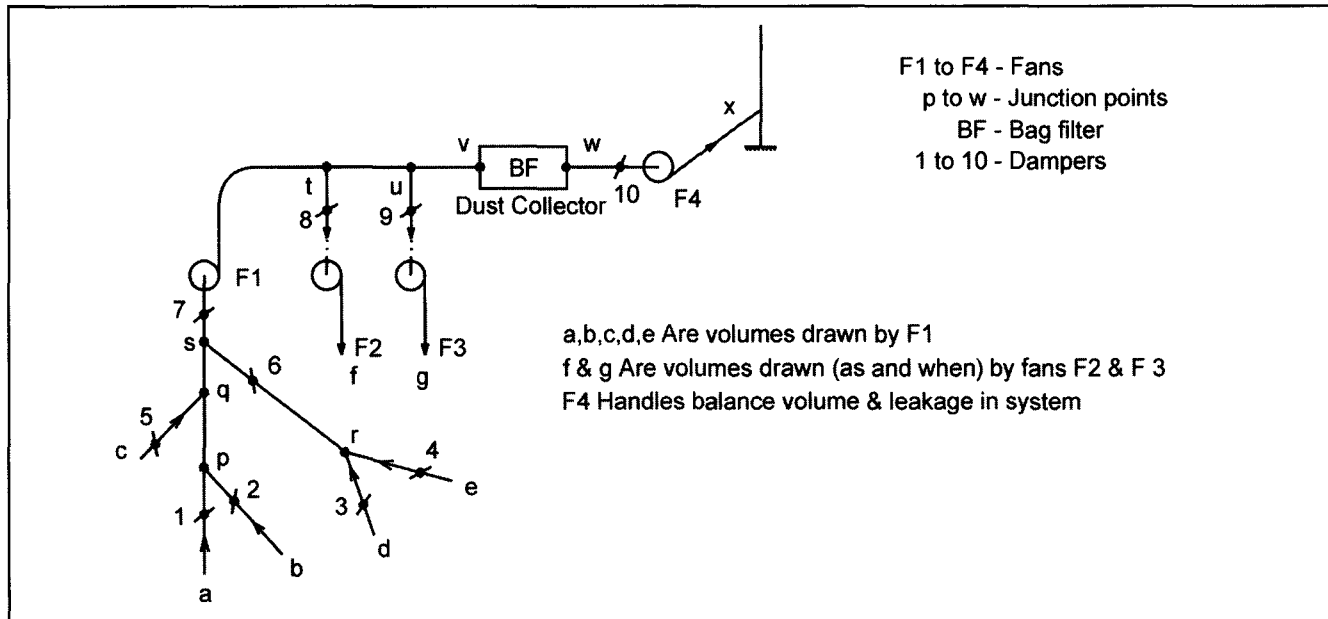 F1 to F4 - Fans
p to w - Junction points
BF - Bag filter
1 to 10 - Dampers
x
v
BF
w
10
F4
Dust Collector
t
u
8
9
F1
7
F2
F3
f
g
a,b,c,d,e Are volumes drawn by F1
f & g Are volumes drawn (as and when) by fans F2 & F 3
F4 Handles balance volume & leakage in system
s
6
q
5
c
r
4
e
p
2
3
1
d
b
a